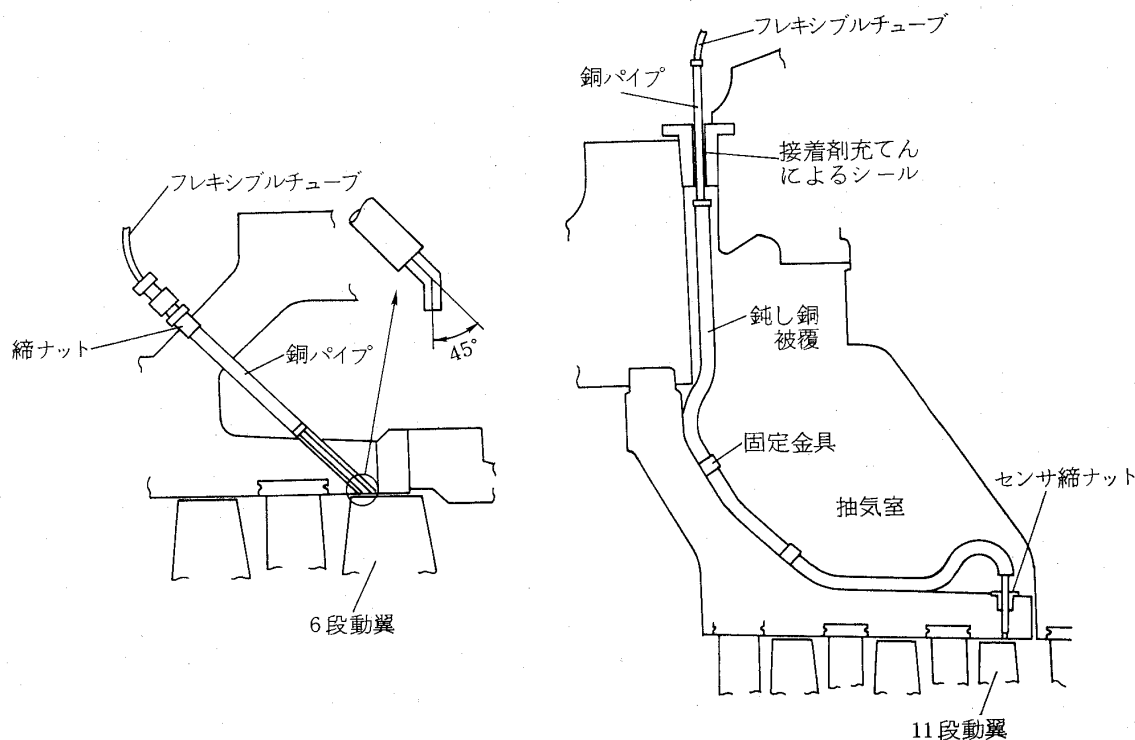 フレキシブルチューブ
締ナット
銅パイプ
45°
6段動翼
フレキシブルチューブ
銅パイプ
接着剤充てん
によるシール
鈍し銅
被覆
固定金具
センサ締ナット
抽気室
11段動翼